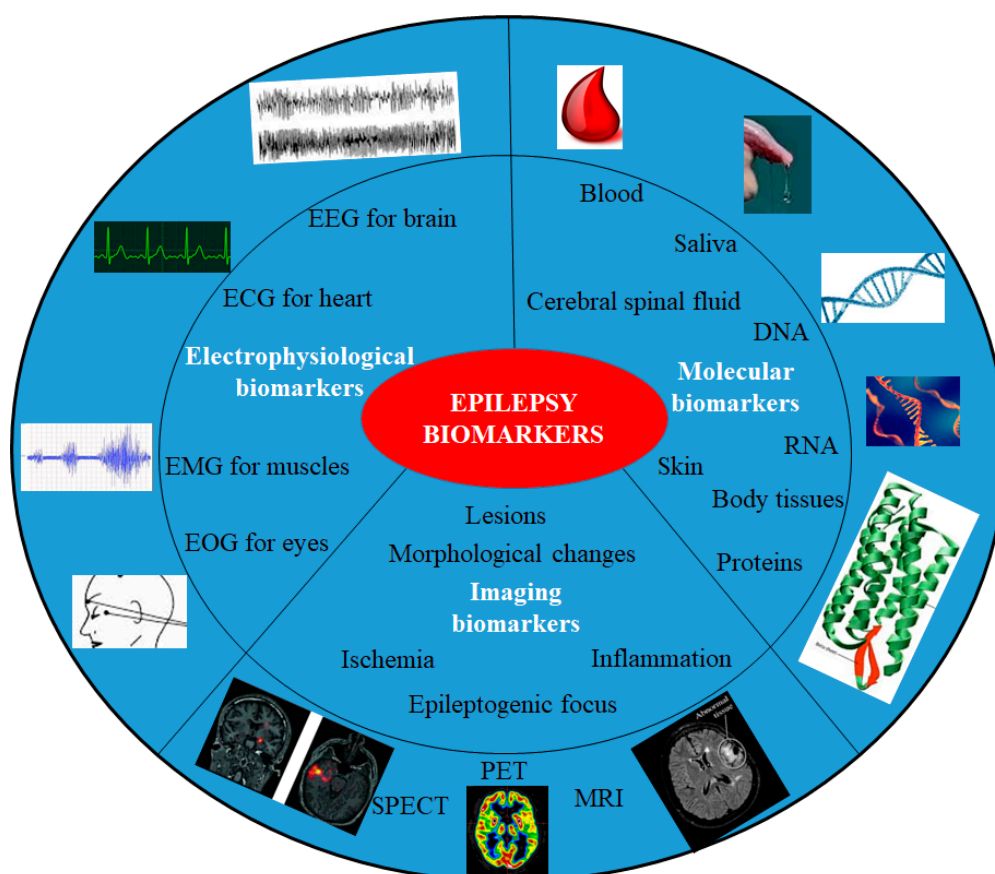 EEG for brain
ECG for heart
Electrophysiological
biomarkers
EMG for muscles
EOG for eyes
Blood
Saliva
Cerebral spinal fluid
DNA
Molecular
biomarkers
RNA
Skin
Body tissues
Proteins
EPILEPSY
BIOMARKERS
Lesions
Morphological changes
Imaging
biomarkers
Ischemia
Inflammation
Epileptogenic focus
SPECT
PET
MRI
Abnormal
tissue